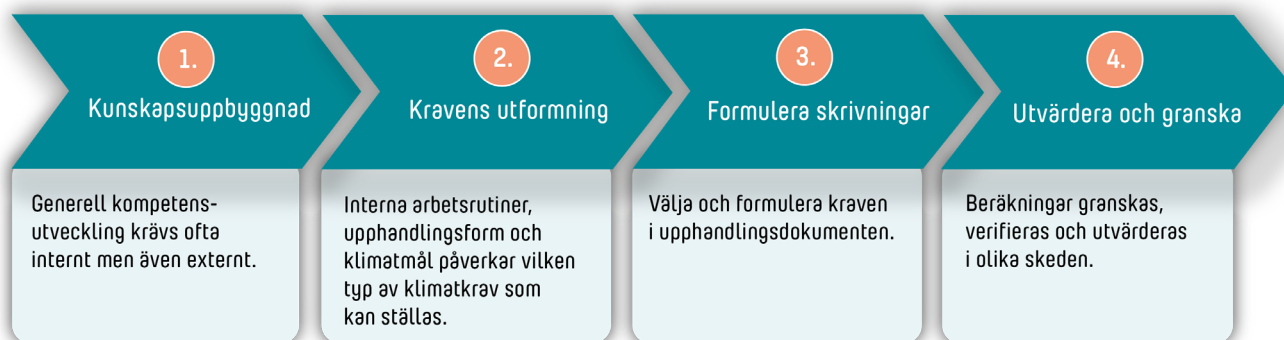 1.
Kunskapsuppbyggnad
Generell kompetens-
utveckling krävs ofta
internt men även externt.
2.
Kravens utformning
Interna arbetsrutiner,
upphandlingsform och
klimatmål påverkar vilken
typ av klimatkrav som
kan ställas.
3.
Formulera skrivningar
Välja och formulera kraven
i upphandlingsdokumenten.
4.
Utvärdera och granska
Beräkningar granskas,
verifieras och utvärderas
i olika skeden.